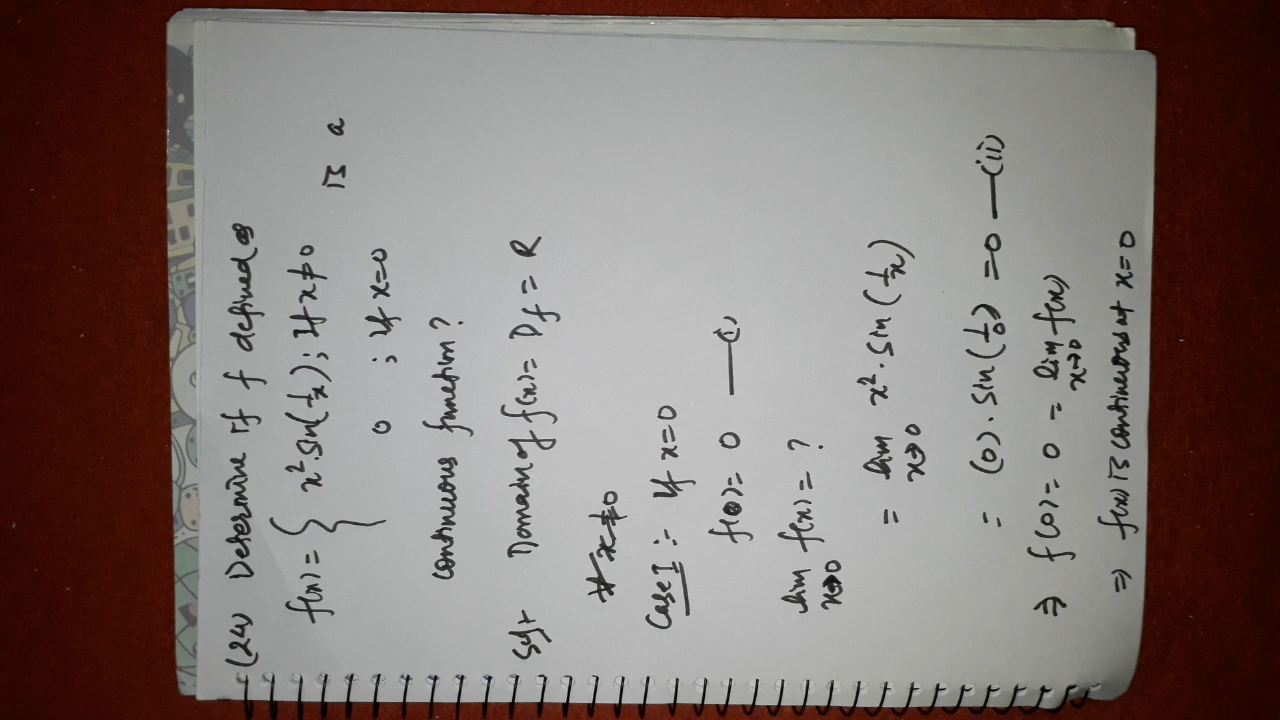 (24) Determine if f defined as
f(x) = { x². sin(1/x) ; if x ≠ 0
is a
0 ; if x=0
continuous function?
Sol^n Domain of f(x) = D_f = R
If x ≠ 0
Case I :- If x=0
f(0) = 0 —(i)
lim x→0 f(x) = ?
= lim x→0 x². sin (1/x)
= (0). sin (1/0) = 0 —(ii)
⇒ f(0) = 0 = lim x→0 f(x)
⇒ f(x) is continuous at x=0